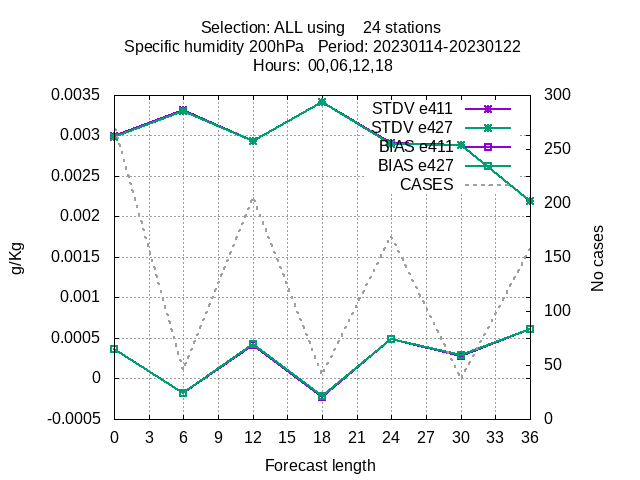 Selection: ALL using    24 stations
Specific humidity 200hPa   Period: 20230114-20230122
Hours:  00,06,12,18
0.0035
0.003
0.0025
0.002
0.0015
0.001
0.0005
0
-0.0005
g/Kg
STDV e411
STDV e427
BIAS e411
BIAS e427
CASES
300
250
200
150
100
50
0
No cases
0 3 6 9 12 15 18 21 24 27 30 33 36
Forecast length